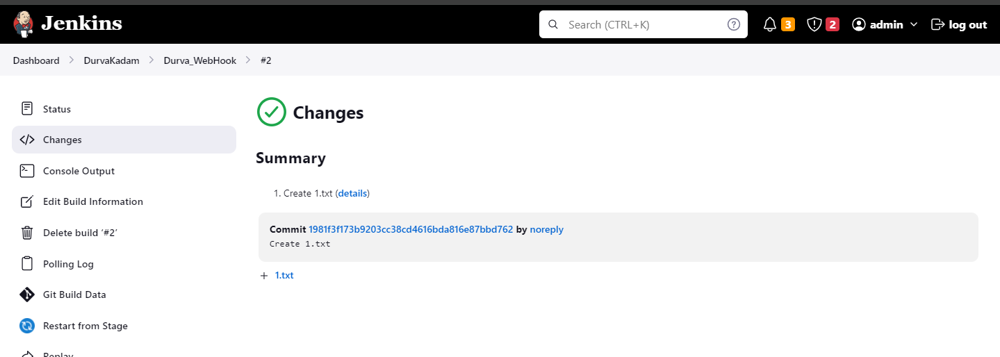 Jenkins
Search (CTRL+K)
3
2
admin
log out
Dashboard
DurvaKadam
Durva_WebHook
#2
Status
Changes
Console Output
Edit Build Information
Delete build ‘#2’
Polling Log
Git Build Data
Restart from Stage
Replay
Changes
Summary
1. Create 1.txt (details)
Commit 1981f3f173b9203cc38cd4616bda816e87bbd762 by noreply
Create 1.txt
1.txt